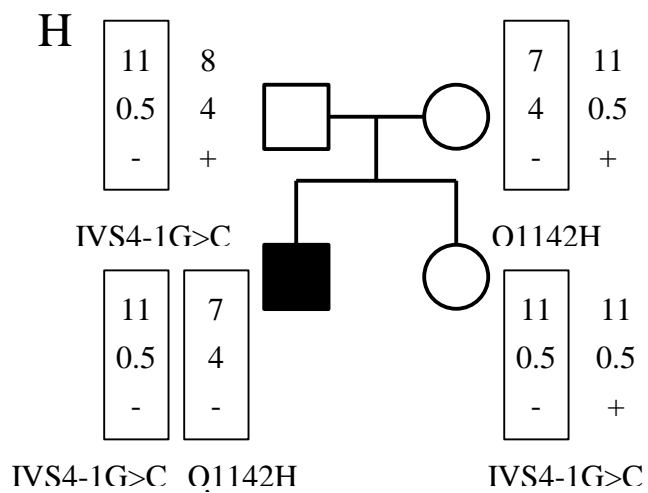 H
11 8 7 11
0.5 4 4 0.5
- + - +
IVS4-1G>C Q1142H
11 7 11 11
0.5 4 0.5 0.5
- - - +
IVS4-1G>C Q1142H IVS4-1G>C